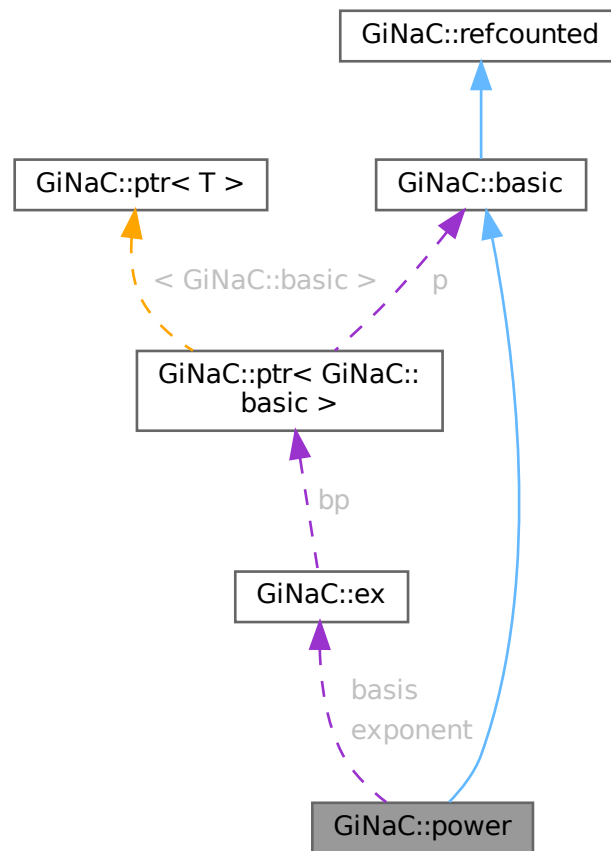 GiNaC::refcounted
GiNaC::ptr< T >
GiNaC::basic
< GiNaC::basic >
p
GiNaC::ptr< GiNaC::
basic >
bp
GiNaC::ex
basis
exponent
GiNaC::power